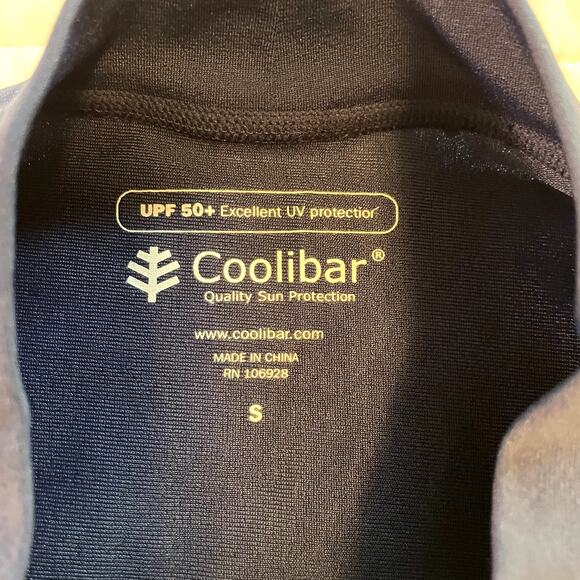 UPF 50+ Excellent UV protection
Coolibar®
Quality Sun Protection
www.coolibar.com
MADE IN CHINA
RN 106928
S